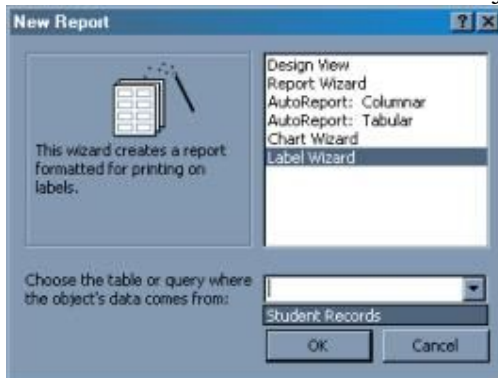 New Report
Design View
Report Wizard
AutoReport: Columnar
AutoReport: Tabular
Chart Wizard
Label Wizard
This wizard creates a report
formatted for printing on
labels.
Choose the table or query where
the object's data comes from:
Student Records
OK
Cancel